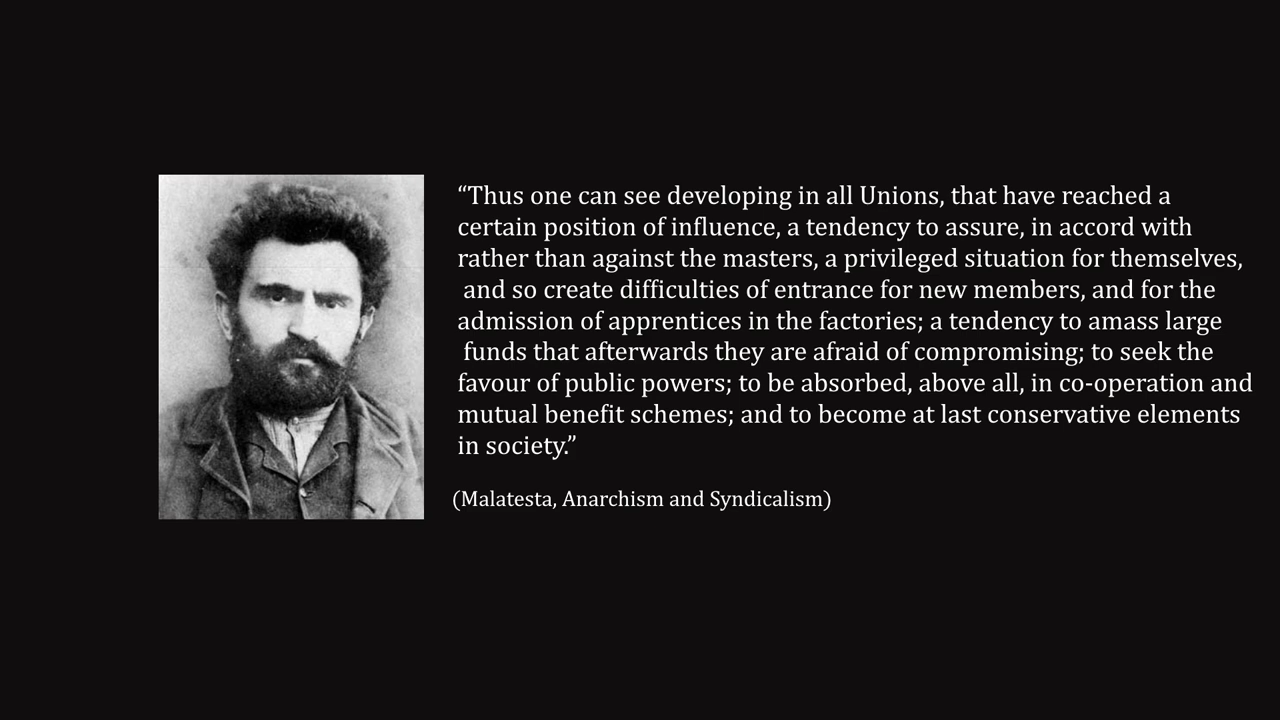 “Thus one can see developing in all Unions, that have reached a
certain position of influence, a tendency to assure, in accord with
rather than against the masters, a privileged situation for themselves,
and so create difficulties of entrance for new members, and for the
admission of apprentices in the factories; a tendency to amass large
funds that afterwards they are afraid of compromising; to seek the
favour of public powers; to be absorbed, above all, in co-operation and
mutual benefit schemes; and to become at last conservative elements
in society.”
(Malatesta, Anarchism and Syndicalism)